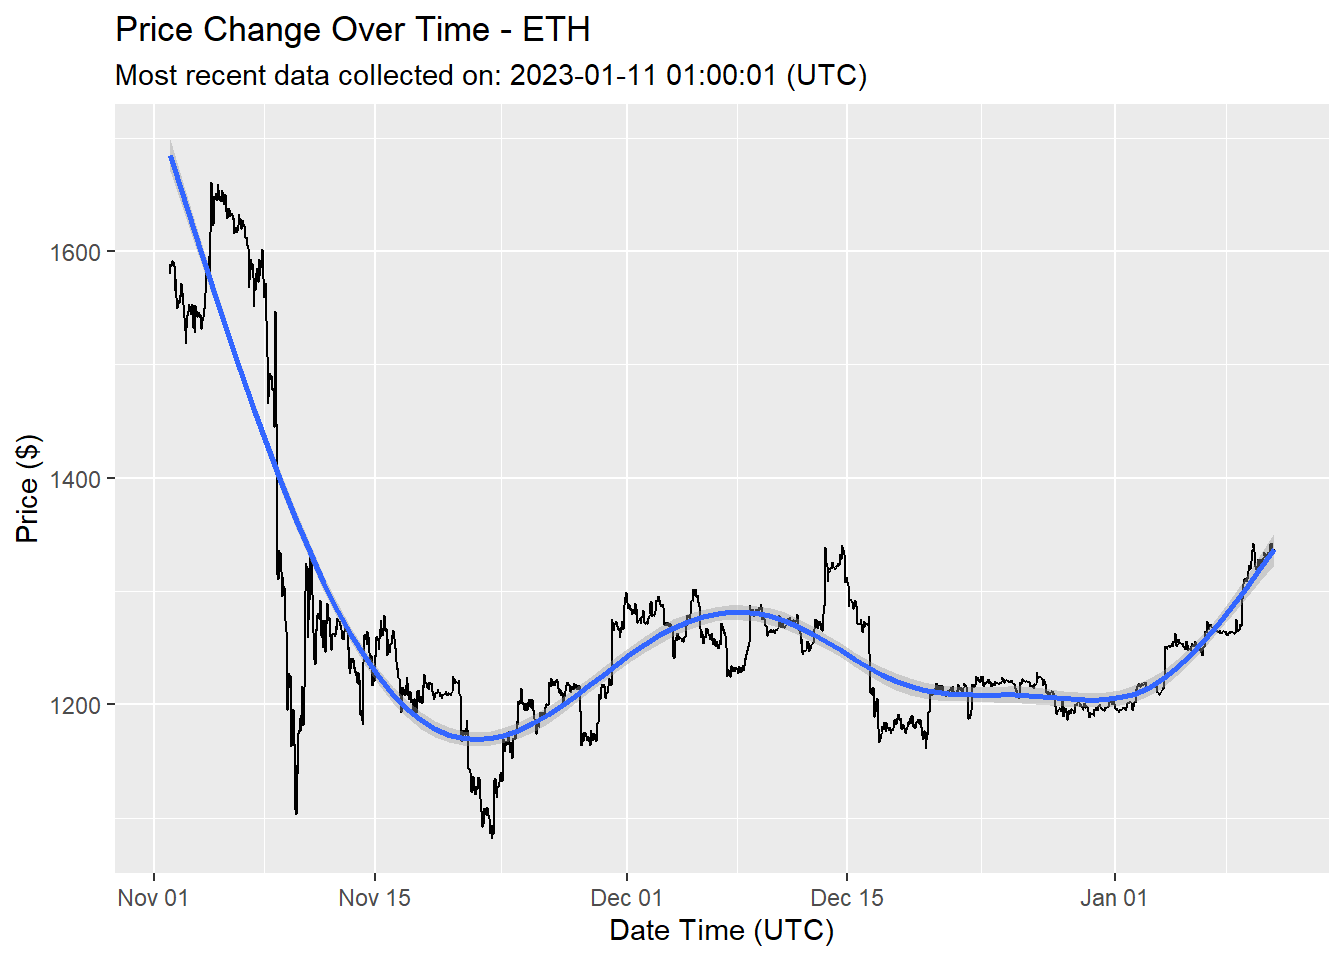 Price Change Over Time - ETH
Most recent data collected on: 2023-01-11 01:00:01 (UTC)
Price ($)
1600
1400
1200
Nov 01
Nov 15
Dec 01
Dec 15
Jan 01
Date Time (UTC)